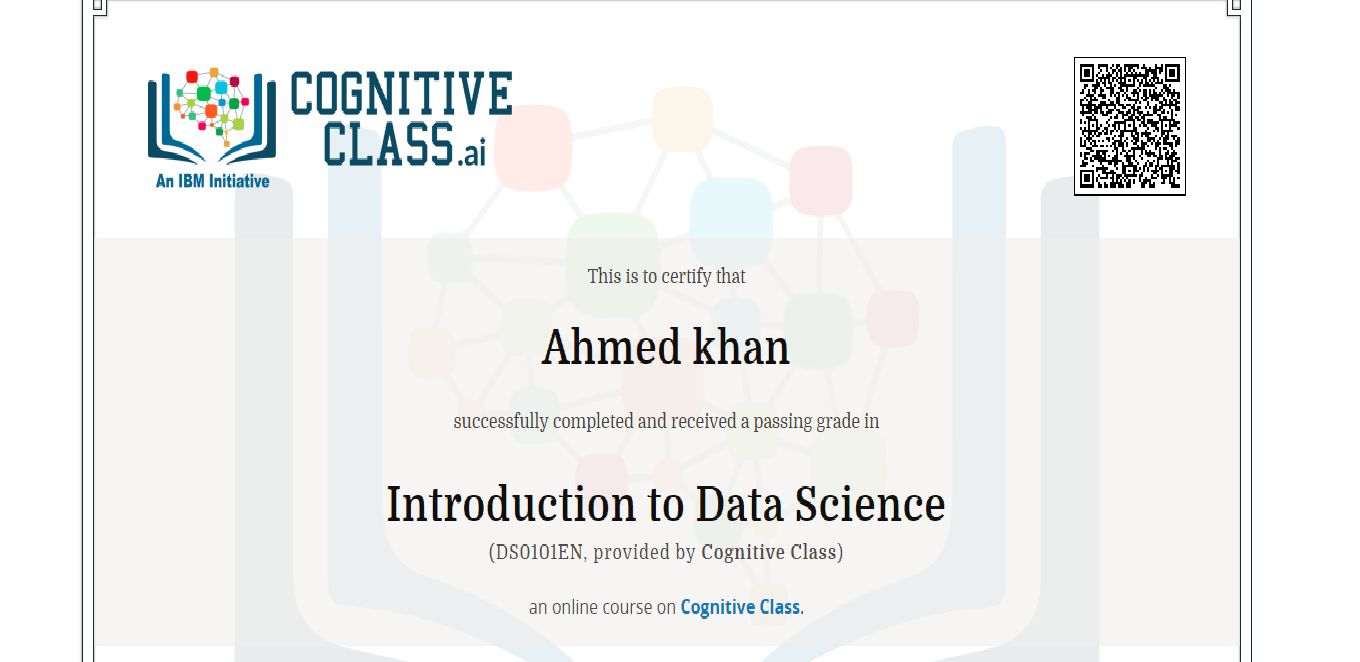 COGNITIVE
CLASS.ai
An IBM Initiative
This is to certify that
Ahmed khan
successfully completed and received a passing grade in
Introduction to Data Science
(DS0101EN, provided by Cognitive Class)
an online course on Cognitive Class.